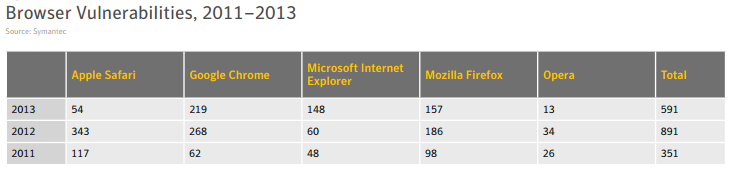 Browser Vulnerabilities, 2011–2013
Source: Symantec
Apple Safari Google Chrome Microsoft Internet Explorer Mozilla Firefox Opera Total
2013 54 219 148 157 13 591
2012 343 268 60 186 34 891
2011 117 62 48 98 26 351